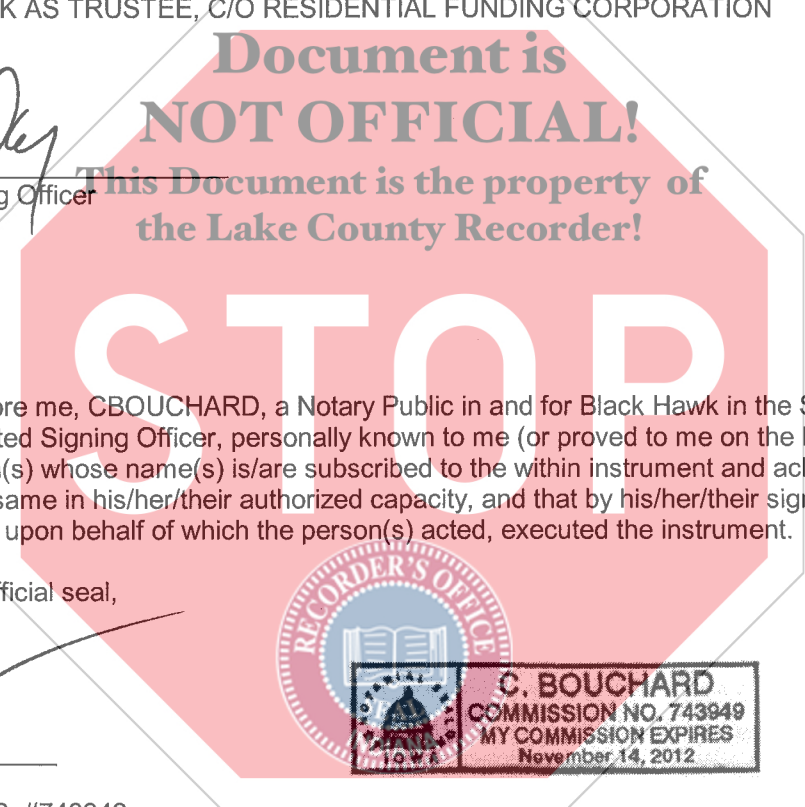 K AS TRUSTEE, C/O RESIDENTIAL FUNDING CORPORATION
Document is
NOT OFFICIAL!
This Document is the property of
the Lake County Recorder!
g Officer
STOP
ore me, CBOUCHARD, a Notary Public in and for Black Hawk in the S
ted Signing Officer, personally known to me (or proved to me on the
(s) whose name(s) is/are subscribed to the within instrument and ac
same in his/her/their authorized capacity, and that by his/her/their sig
upon behalf of which the person(s) acted, executed the instrument.
ficial seal,
RECORDER'S OFFICE
SEAL
INDIANA
IOWA
C. BOUCHARD
COMMISSION NO. 743949
MY COMMISSION EXPIRES
November 14, 2012